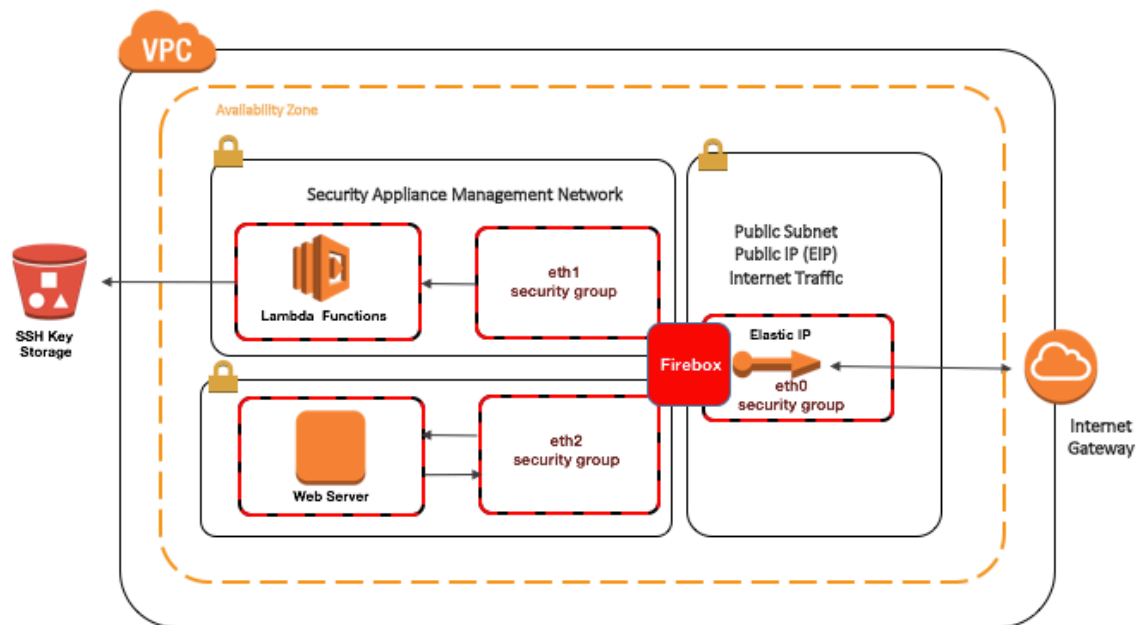 VPC
Availability Zone
Security Appliance Management Network
Lambda Functions
eth1
security group
Public Subnet
Public IP (EIP)
Internet Traffic
SSH Key
Storage
Firebox
Elastic IP
eth0
security group
Internet
Gateway
Web Server
eth2
security group